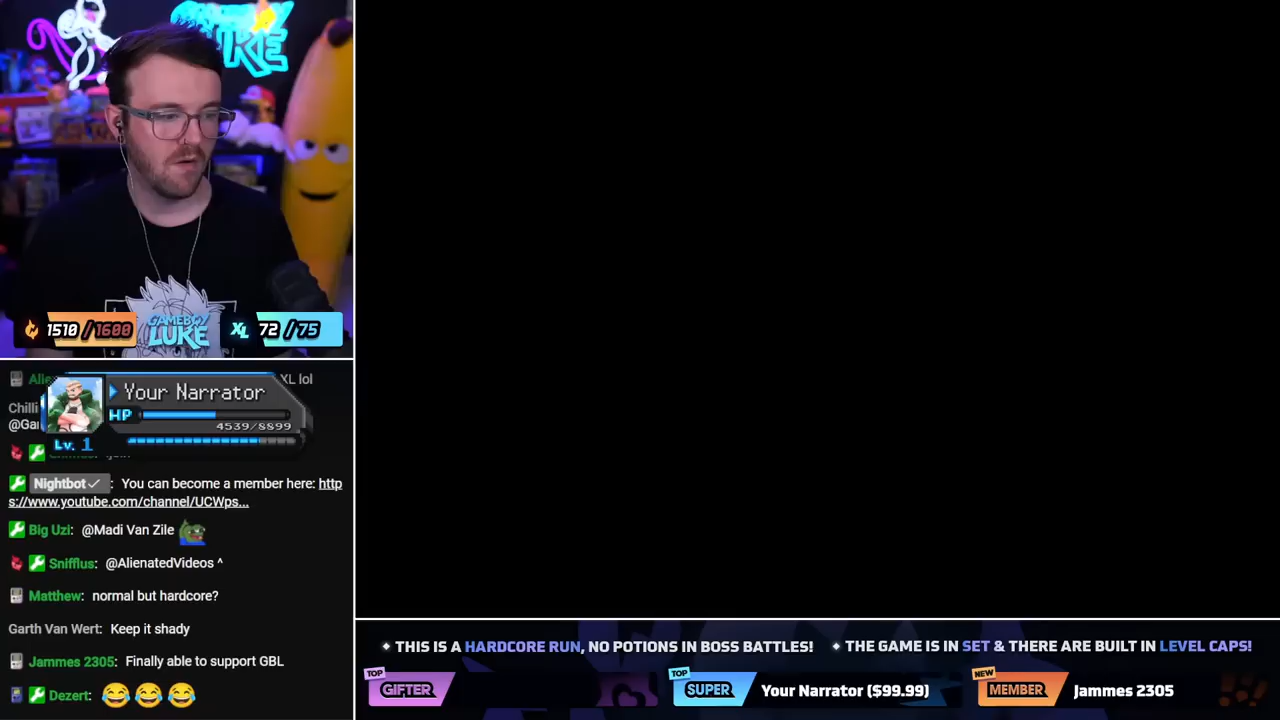 GAMEBOY
LUKE
1510/1600
GAMEBOY
LUKE
XL 72/75
XL lol
Your Narrator
HP
4539/8899
Lv. 1
Nightbot: You can become a member here: http
s://www.youtube.com/channel/UCWps...
Big Uzi: @Madi Van Zile
Snifflus: @AlienatedVideos ^
Matthew: normal but hardcore?
Garth Van Wert: Keep it shady
Jammes 2305: Finally able to support GBL
Dezert: 😂😂😂
THIS IS A HARDCORE RUN, NO POTIONS IN BOSS BATTLES!
THE GAME IS IN SET & THERE ARE BUILT IN LEVEL CAPS!
TOP
GIFTER
TOP
SUPER
Your Narrator ($99.99)
NEW
MEMBER
Jammes 2305